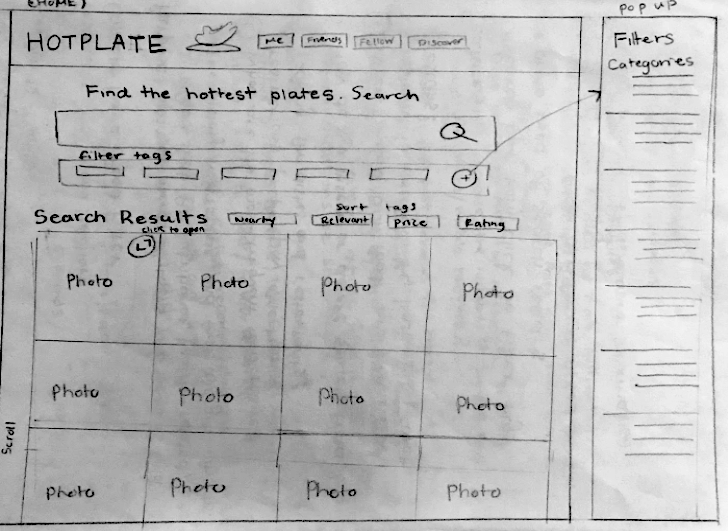 (HOME)
POP UP
HOTPLATE Me Friends Follow Discover
Filters
Categories
Find the hottest plates. Search
filter tags
+
Sort tags
Search Results Nearby Relevant Price Rating
click to open
Photo Photo Photo Photo
Photo Photo Photo Photo
Scroll
Photo Photo Photo Photo